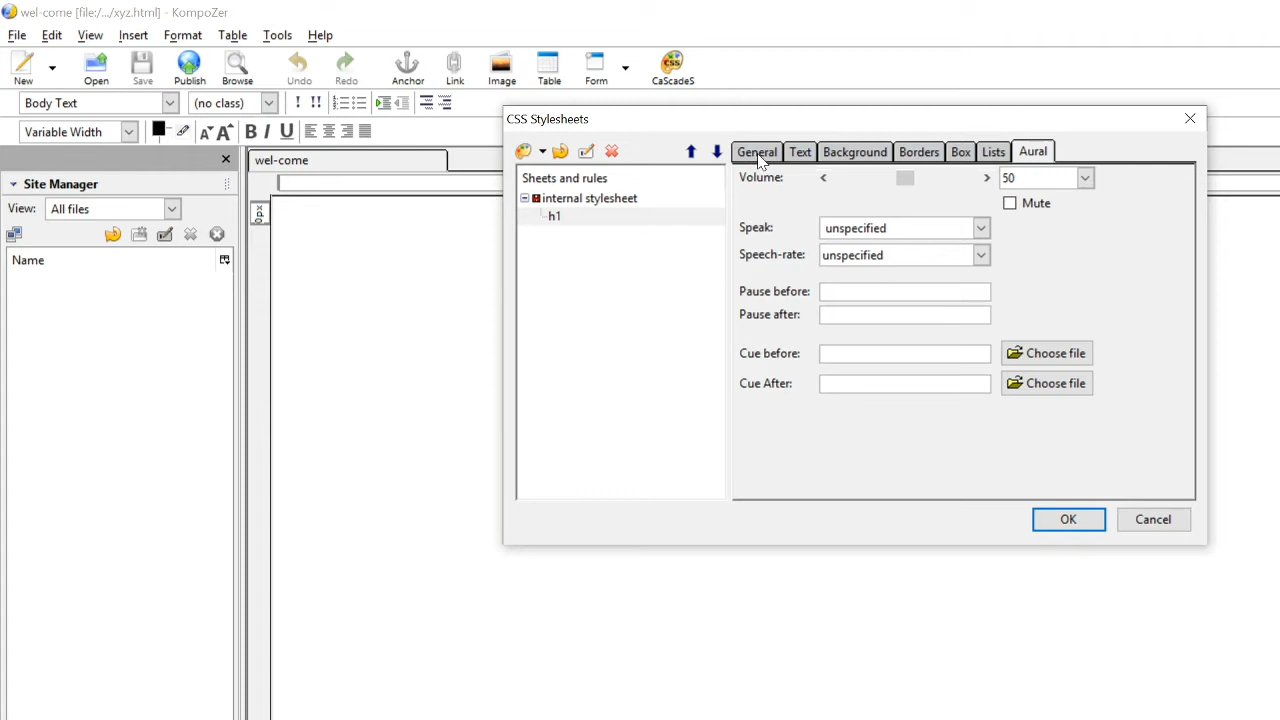 wel-come [file:/.../xyz.html] - KompoZer
File Edit View Insert Format Table Tools Help
New Open Save Publish Browse Undo Redo Anchor Link Image Table Form CaScadeS
Body Text (no class) ! !!
Variable Width A A B I U
CSS Stylesheets
wel-come
General Text Background Borders Box Lists Aural
Site Manager
View: All files
Name
0px
Sheets and rules
internal stylesheet
h1
Volume: < > 50
Mute
Speak: unspecified
Speech-rate: unspecified
Pause before:
Pause after:
Cue before: Choose file
Cue After: Choose file
OK Cancel